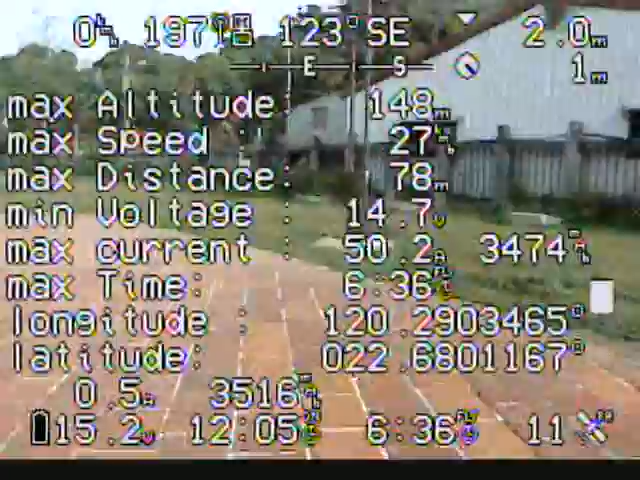 0 197 123° SE 2.0m
E S 1m
max Altitude: 148m
max Speed : 27
max Distance: 78m
min Voltage : 14.7v
max current : 50.2A 3474
max Time: 6:36
longitude : 120.2903465°
latitude: 022.6801167°
0.5A 3516
15.2v 12:05 6:36 11